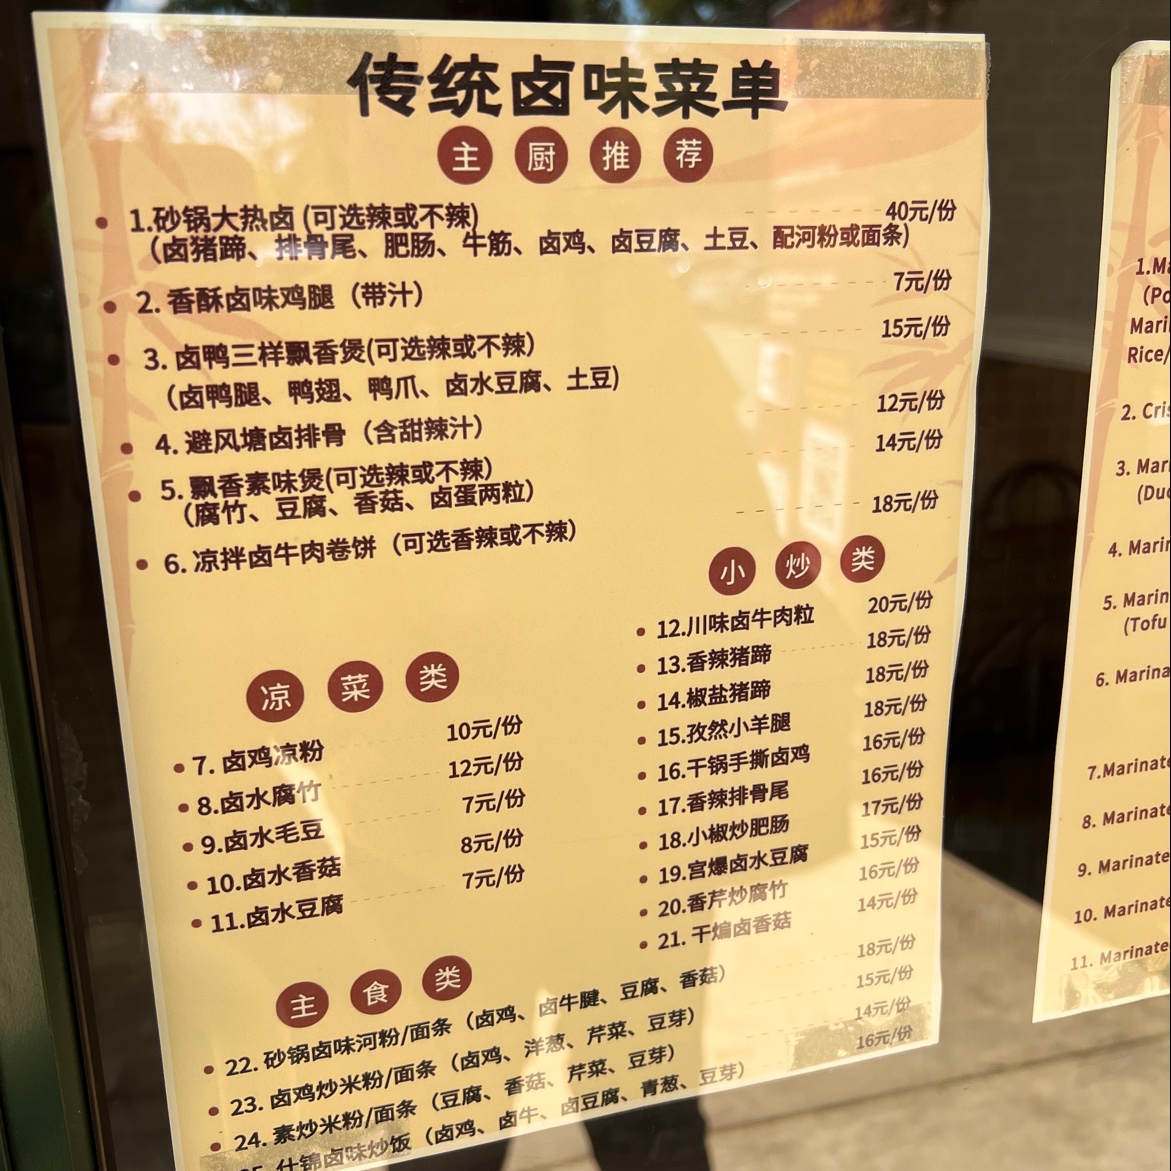 传统卤味菜单
主厨推荐
1.砂锅大热卤 (可选辣或不辣) 40元/份
(卤猪蹄、排骨尾、肥肠、牛筋、卤鸡、卤豆腐、土豆、配河粉或面条)
2. 香酥卤味鸡腿（带汁） 7元/份
3. 卤鸭三样飘香煲(可选辣或不辣) 15元/份
(卤鸭腿、鸭翅、鸭爪、卤水豆腐、土豆)
4. 避风塘卤排骨（含甜辣汁） 12元/份
5. 飘香素味煲(可选辣或不辣) 14元/份
(腐竹、豆腐、香菇、卤蛋两粒)
6. 凉拌卤牛肉卷饼（可选香辣或不辣） 18元/份
凉菜类
7. 卤鸡凉粉 10元/份
8.卤水腐竹 12元/份
9.卤水毛豆 7元/份
10.卤水香菇 8元/份
11.卤水豆腐 7元/份
小炒类
12.川味卤牛肉粒 20元/份
13.香辣猪蹄 18元/份
14.椒盐猪蹄 18元/份
15.孜然小羊腿 18元/份
16.干锅手撕卤鸡 16元/份
17.香辣排骨尾 16元/份
18.小椒炒肥肠 17元/份
19.宫爆卤水豆腐 15元/份
20.香芹炒腐竹 16元/份
21. 干煸卤香菇 14元/份
主食类
22. 砂锅卤味河粉/面条（卤鸡、卤牛腱、豆腐、香菇） 18元/份
23. 卤鸡炒米粉/面条（卤鸡、洋葱、芹菜、豆芽） 15元/份
24. 素炒米粉/面条（豆腐、香菇、芹菜、豆芽） 14元/份
什锦卤味炒饭（卤鸡、卤牛、卤豆腐、青葱、豆芽） 16元/份
1.
Rice/
2.
3.
(Duc
4.
5.
(Tofu
6. Marina
7.Marinate
8. Marinate
9. Marinate
10. Marinate
11. Marinate